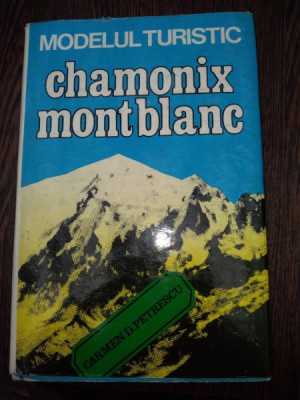 MODELUL TURISTIC
chamonix
montblanc
CARMEN D. PETRESCU